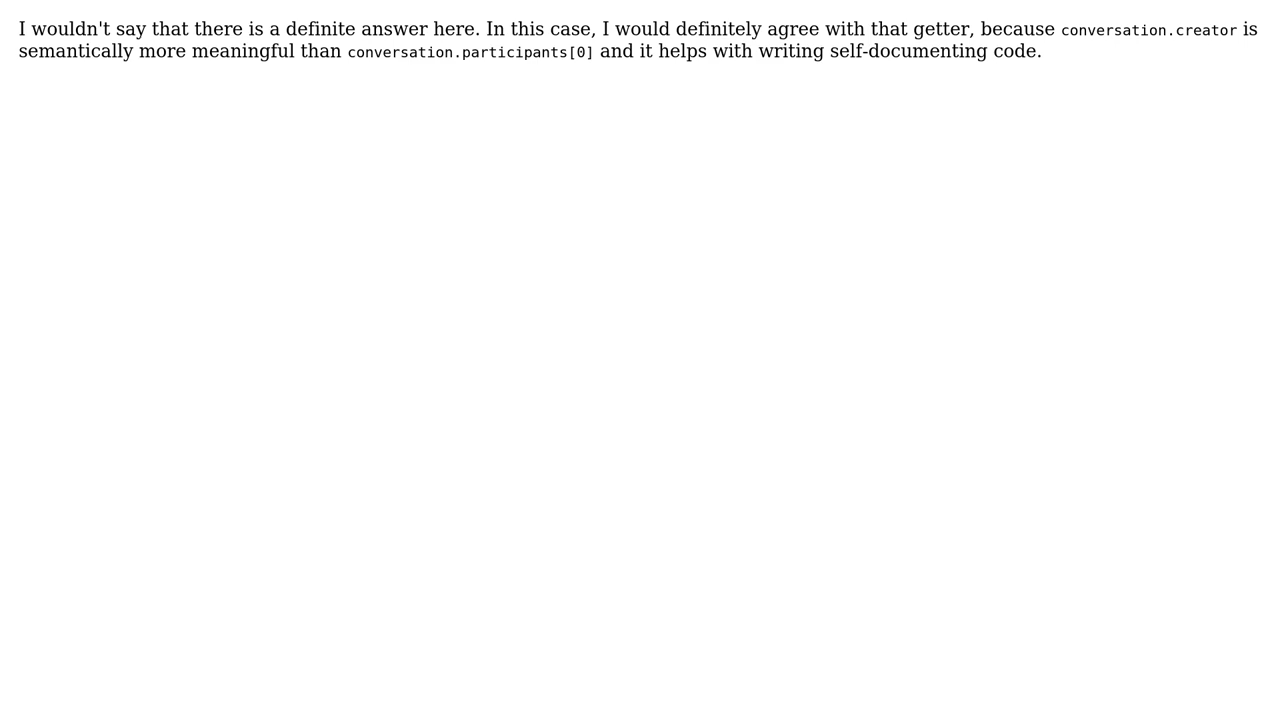 I wouldn't say that there is a definite answer here. In this case, I would definitely agree with that getter, because conversation.creator is
semantically more meaningful than conversation.participants[0] and it helps with writing self-documenting code.